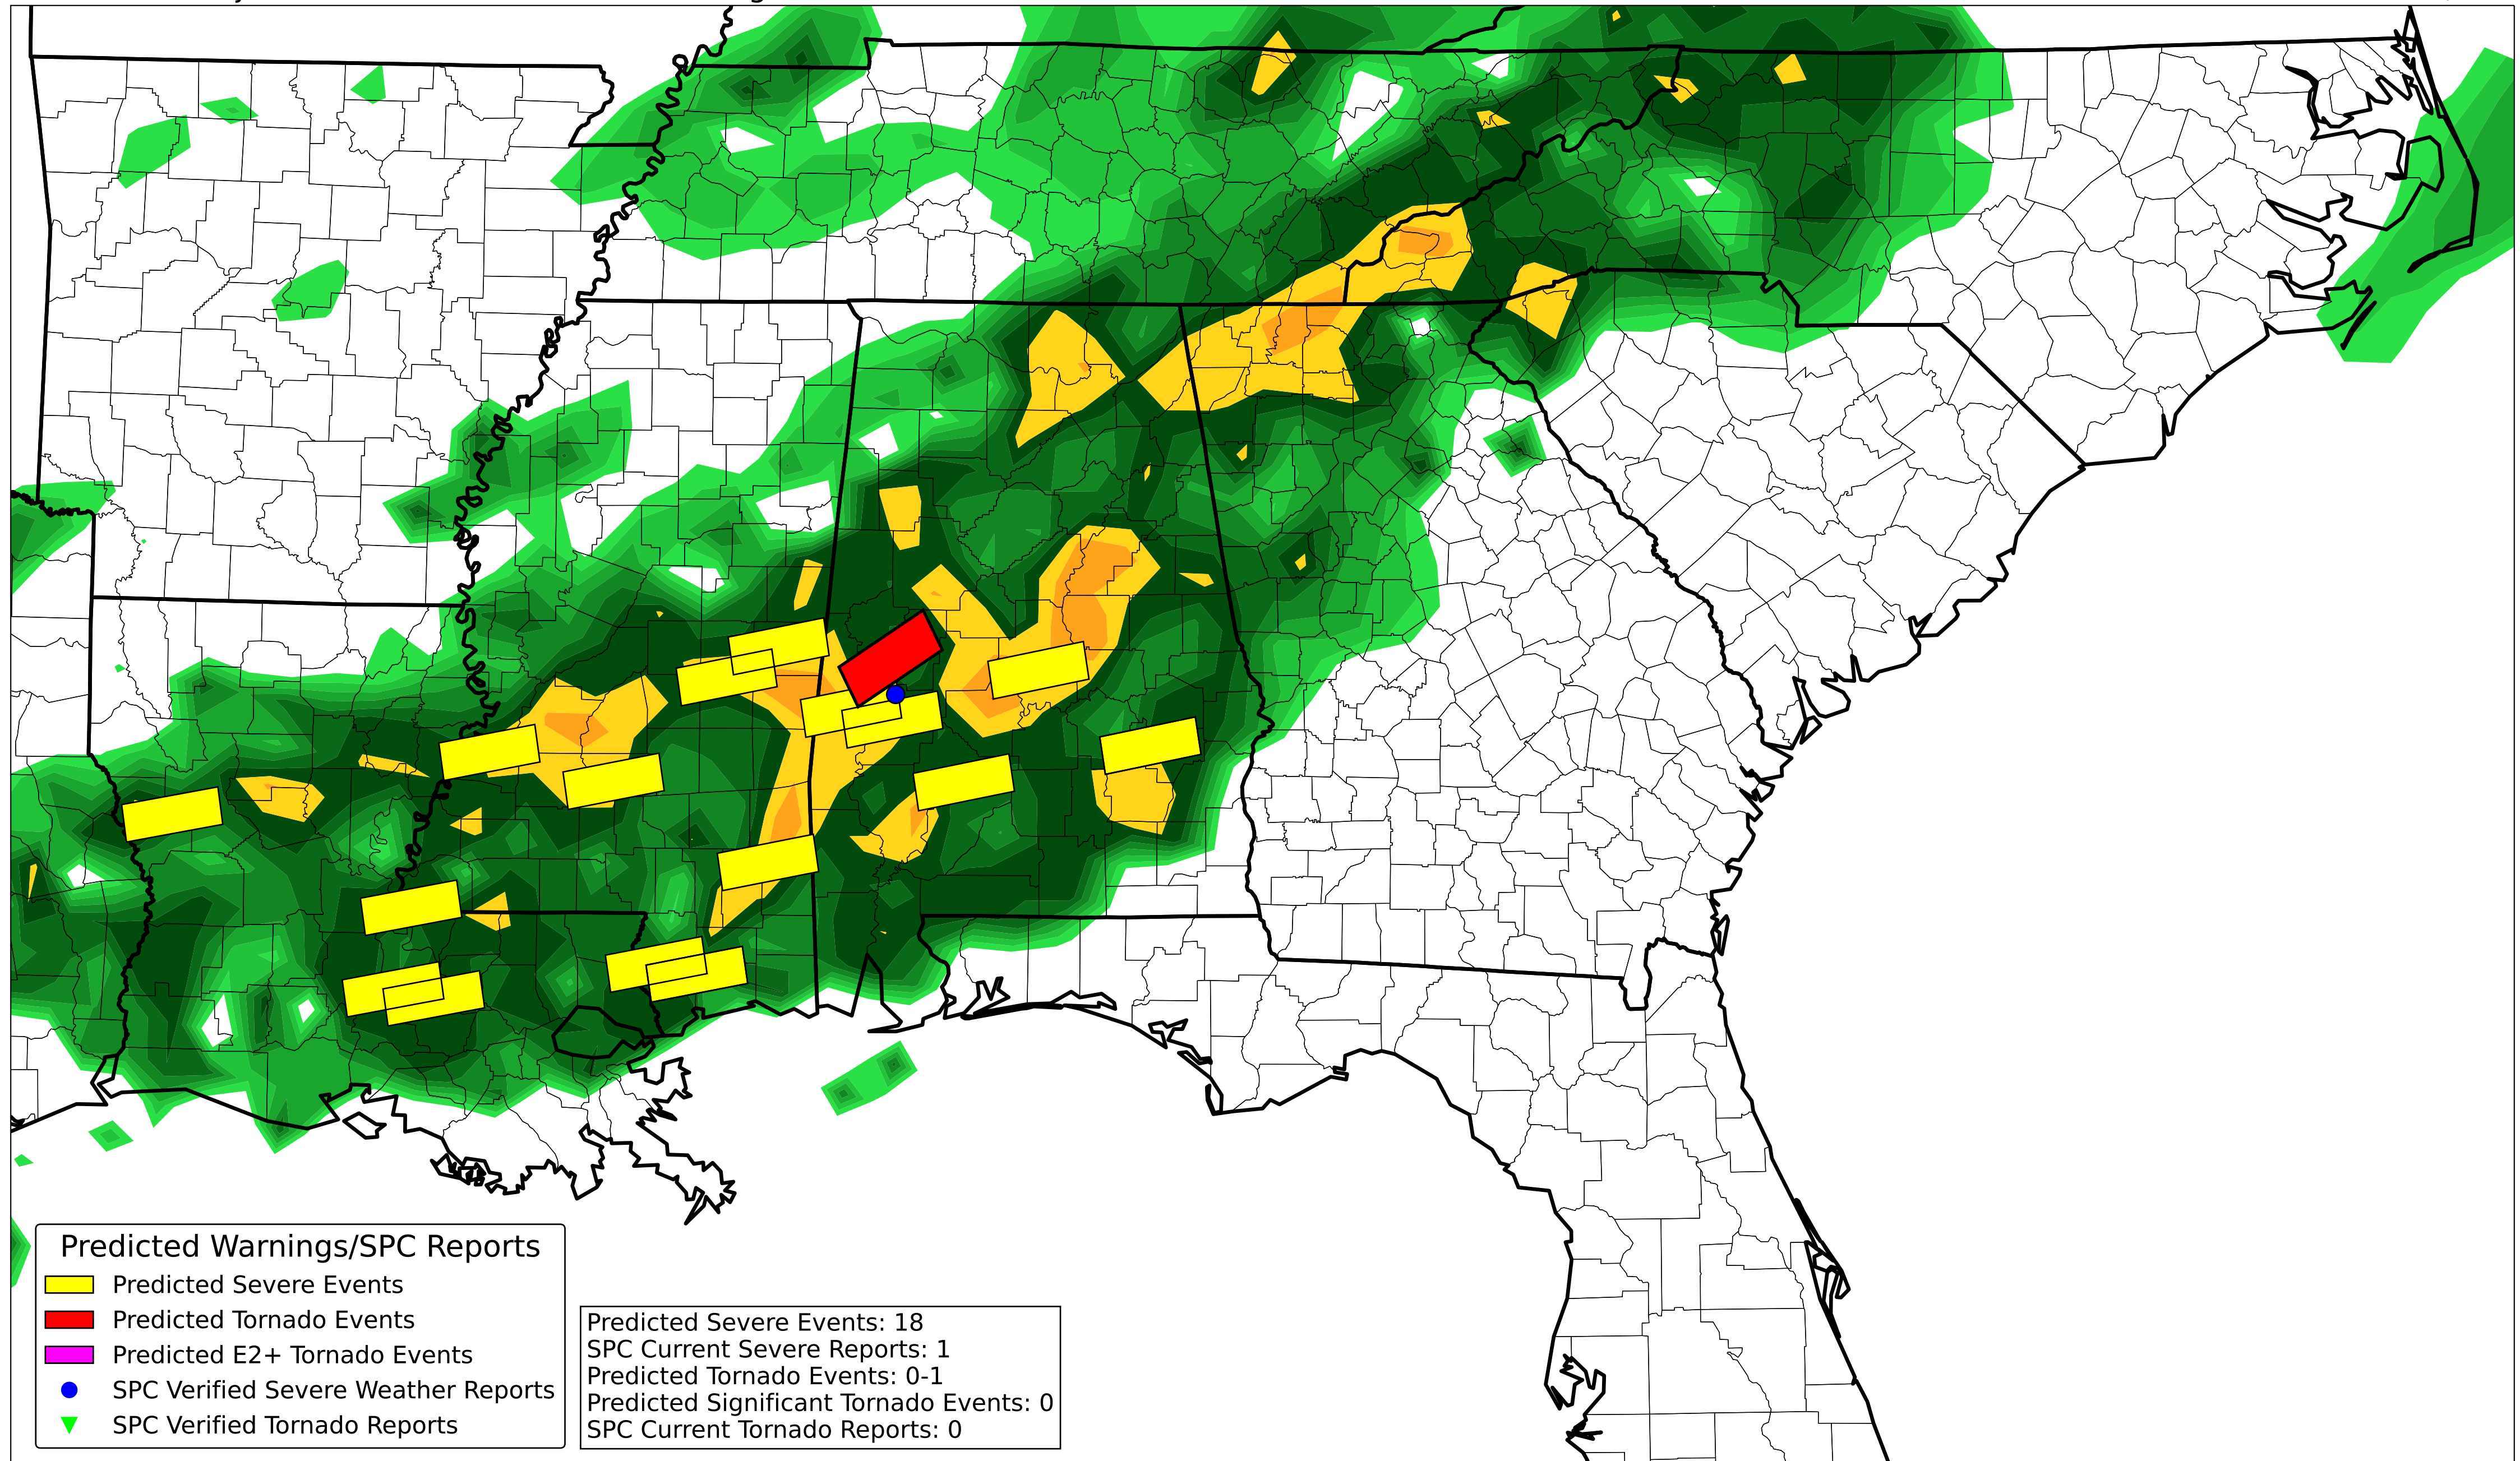 Predicted Warnings/SPC Reports
Predicted Severe Events
Predicted Tornado Events
Predicted E2+ Tornado Events
SPC Verified Severe Weather Reports
SPC Verified Tornado Reports
Predicted Severe Events: 18
SPC Current Severe Reports: 1
Predicted Tornado Events: 0-1
Predicted Significant Tornado Events: 0
SPC Current Tornado Reports: 0